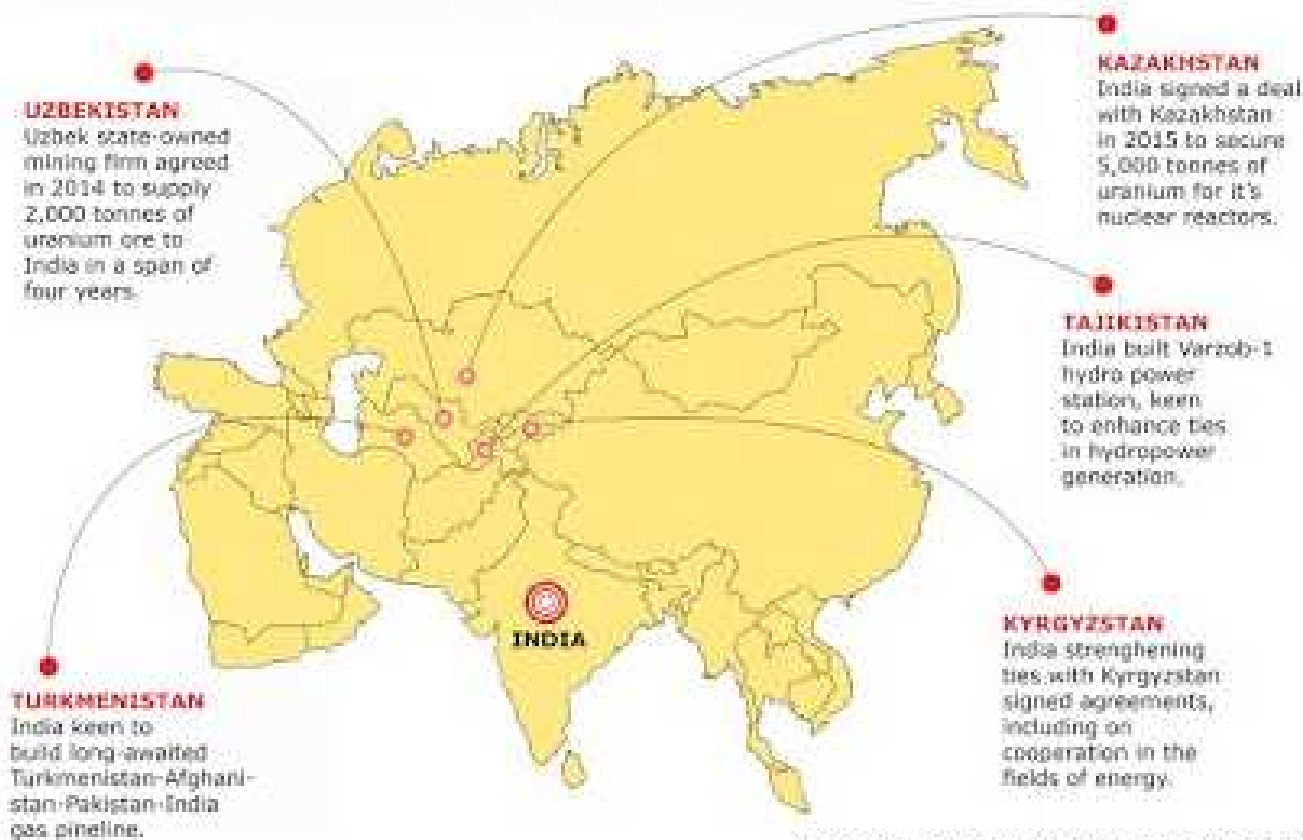 UZBEKISTAN
Uzbek state-owned
mining firm agreed
in 2014 to supply
2,000 tonnes of
uranium ore to
India in a span of
four years.
KAZAKHSTAN
India signed a deal
with Kazakhstan
in 2015 to secure
5,000 tonnes of
uranium for it's
nuclear reactors.
TAJIKISTAN
India built Varzob-1
hydro power
station, keen
to enhance ties
in hydropower
generation.
INDIA
KYRGYZSTAN
India strenghening
ties with Kyrgyzstan
signed agreements,
including on
cooperation in the
fields of energy.
TURKMENISTAN
India keen to
build long-awaited
Turkmenistan-Afghani-
stan-Pakistan-India
gas pipeline.